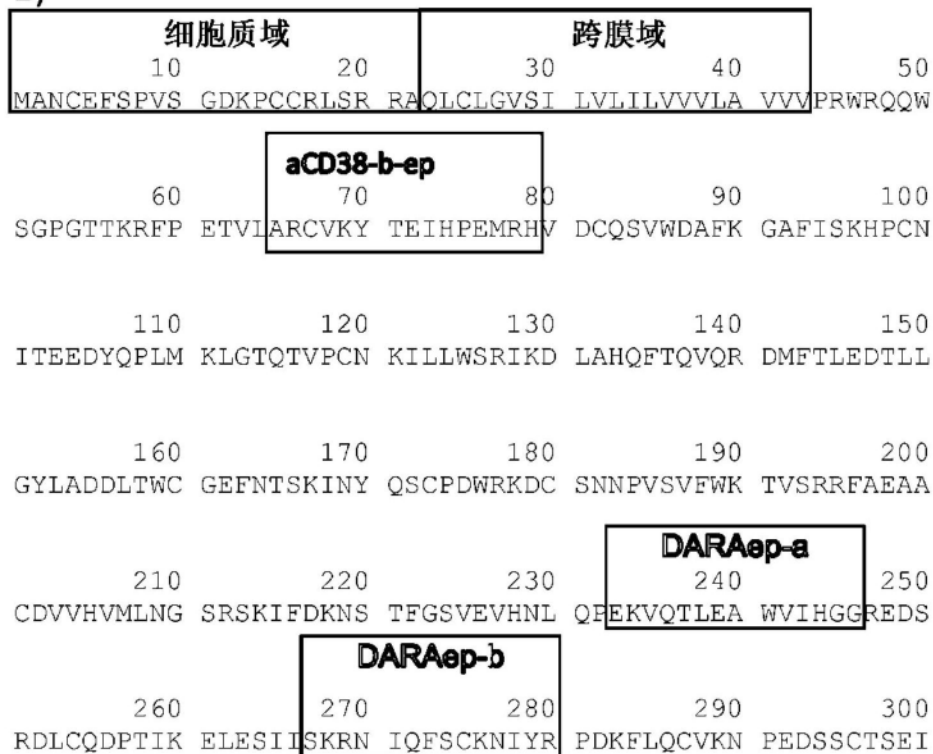 细胞质域 跨膜域
10 20 30 40 50
MANCEFSPVS GDKPCCRLSR RAQLCLGVSI LVLILVVVLA VVVPRWRQQW
aCD38-b-ep
60 70 80 90 100
SGPGTTKRFP ETVLARCVKY TEIHPEMRHV DCQSVWDAFK GAFISKHPCN
110 120 130 140 150
ITEEDYQPLM KLGTQTVPCN KILLWSRIKD LAHQFTQVQR DMFTLEDTLL
160 170 180 190 200
GYLADDLTWC GEFNTSKINY QSCPDWRKDC SNNPVSVFWK TVSRRFAEAA
DARAep-a
210 220 230 240 250
CDVVHVMLNG SRSKIFDKNS TFGSVEVHNL QPEKVQTLEA WVIHGGREDS
DARAep-b
260 270 280 290 300
RDLCQDPTIK ELESIISKRN IQFSCKNIYR PDKFLQCVKN PEDSSCTSEI